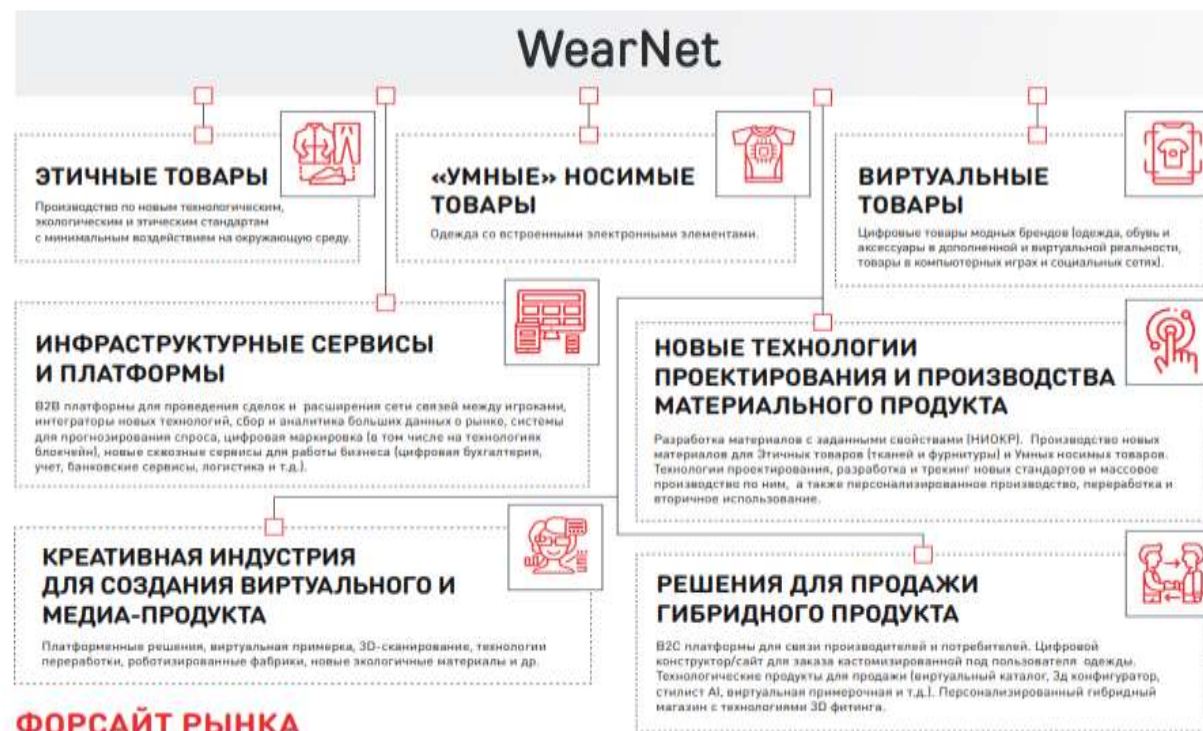 WearNet
ЭТИЧНЫЕ ТОВАРЫ
Производство по новым технологическим,
экологическим и этическим стандартам
с минимальным воздействием на окружающую среду.
«УМНЫЕ» НОСИМЫЕ
ТОВАРЫ
Одежда со встроенными электронными элементами.
ВИРТУАЛЬНЫЕ
ТОВАРЫ
Цифровые товары модных брендов (одежда, обувь и
аксессуары в дополненной и виртуальной реальности,
товары в компьютерных играх и социальных сетях).
ИНФРАСТРУКТУРНЫЕ СЕРВИСЫ
И ПЛАТФОРМЫ
B2B платформы для проведения сделок и расширения сети связей между игроками,
интеграторы новых технологий, сбор и аналитика больших данных о рынке, системы
для прогнозирования спроса, цифровая маркировка (в том числе на технологиях
блокчейн), новые сквозные сервисы для работы бизнеса (цифровая бухгалтерия,
учет, банковские сервисы, логистика и т.д.).
НОВЫЕ ТЕХНОЛОГИИ
ПРОЕКТИРОВАНИЯ И ПРОИЗВОДСТВА
МАТЕРИАЛЬНОГО ПРОДУКТА
Разработка материалов с заданными свойствами (НИОКР). Производство новых
материалов для Этичных товаров (тканей и фурнитуры) и Умных носимых товаров.
Технологии проектирования, разработка и трекинг новых стандартов и массовое
производство по ним, а также персонализированное производство, переработка и
вторичное использование.
КРЕАТИВНАЯ ИНДУСТРИЯ
ДЛЯ СОЗДАНИЯ ВИРТУАЛЬНОГО И
МЕДИА-ПРОДУКТА
Платформенные решения, виртуальная примерка, 3D-сканирование, технологии
переработки, роботизированные фабрики, новые экологичные материалы и др.
РЕШЕНИЯ ДЛЯ ПРОДАЖИ
ГИБРИДНОГО ПРОДУКТА
B2C платформы для связи производителей и потребителей. Цифровой
конструктор/сайт для заказа кастомизированной под пользователя одежды.
Технологические продукты для продажи (виртуальный каталог, 3д конфигуратор,
стилист AI, виртуальная примерочная и т.д.). Персонализированный гибридный
магазин с технологиями 3D фитинга.
ФОРСАЙТ РЫНКА